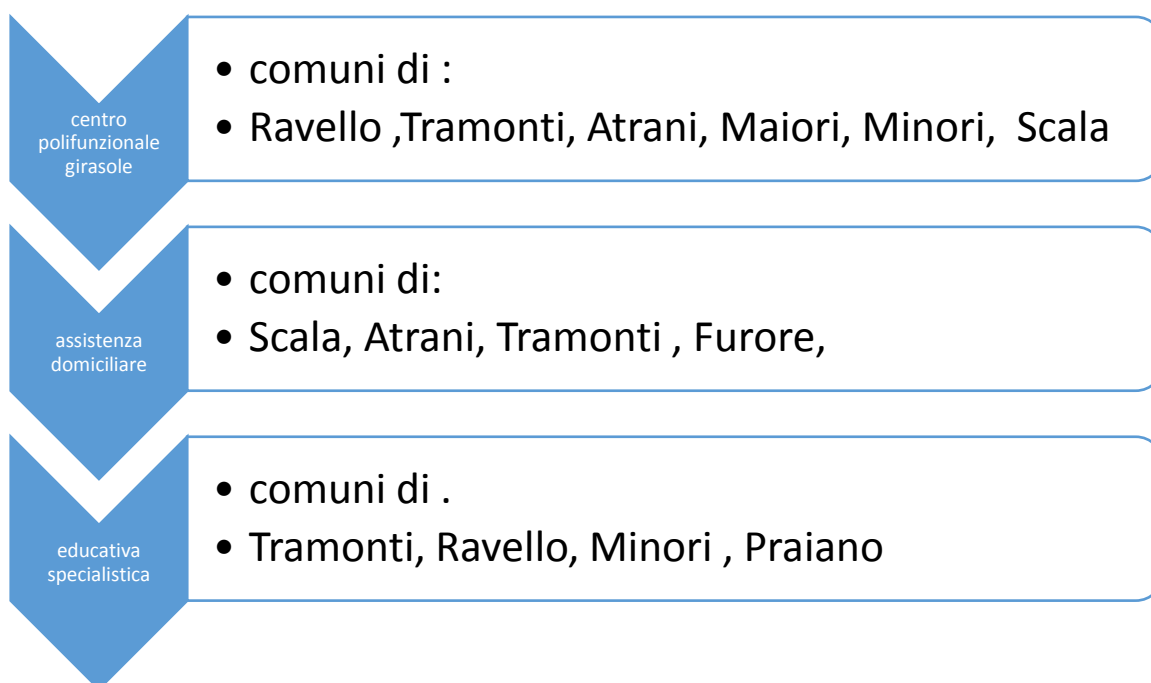 centro
polifunzionale
girasole
• comuni di :
• Ravello ,Tramonti, Atrani, Maiori, Minori, Scala
assistenza
domiciliare
• comuni di:
• Scala, Atrani, Tramonti , Furore,
educativa
specialistica
• comuni di .
• Tramonti, Ravello, Minori , Praiano